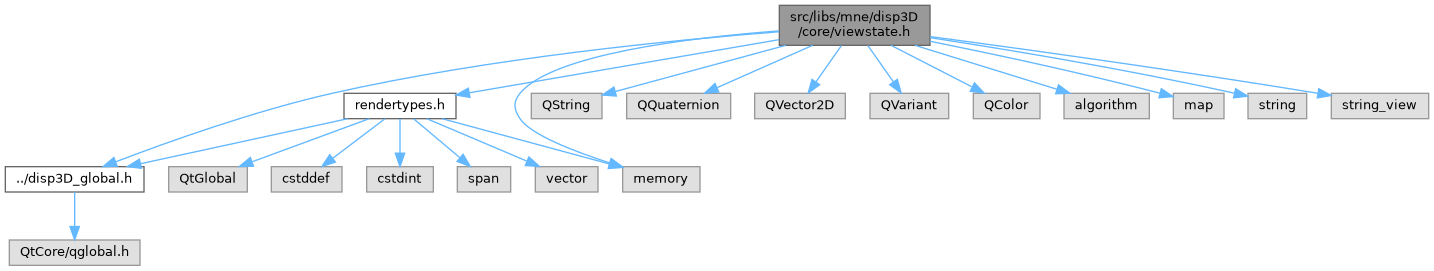 src/libs/mne/disp3D
/core/viewstate.h
rendertypes.h
QString
QQuaternion
QVector2D
QVariant
QColor
algorithm
map
string
string_view
../disp3D_global.h
QtGlobal
cstddef
cstdint
span
vector
memory
QtCore/qglobal.h